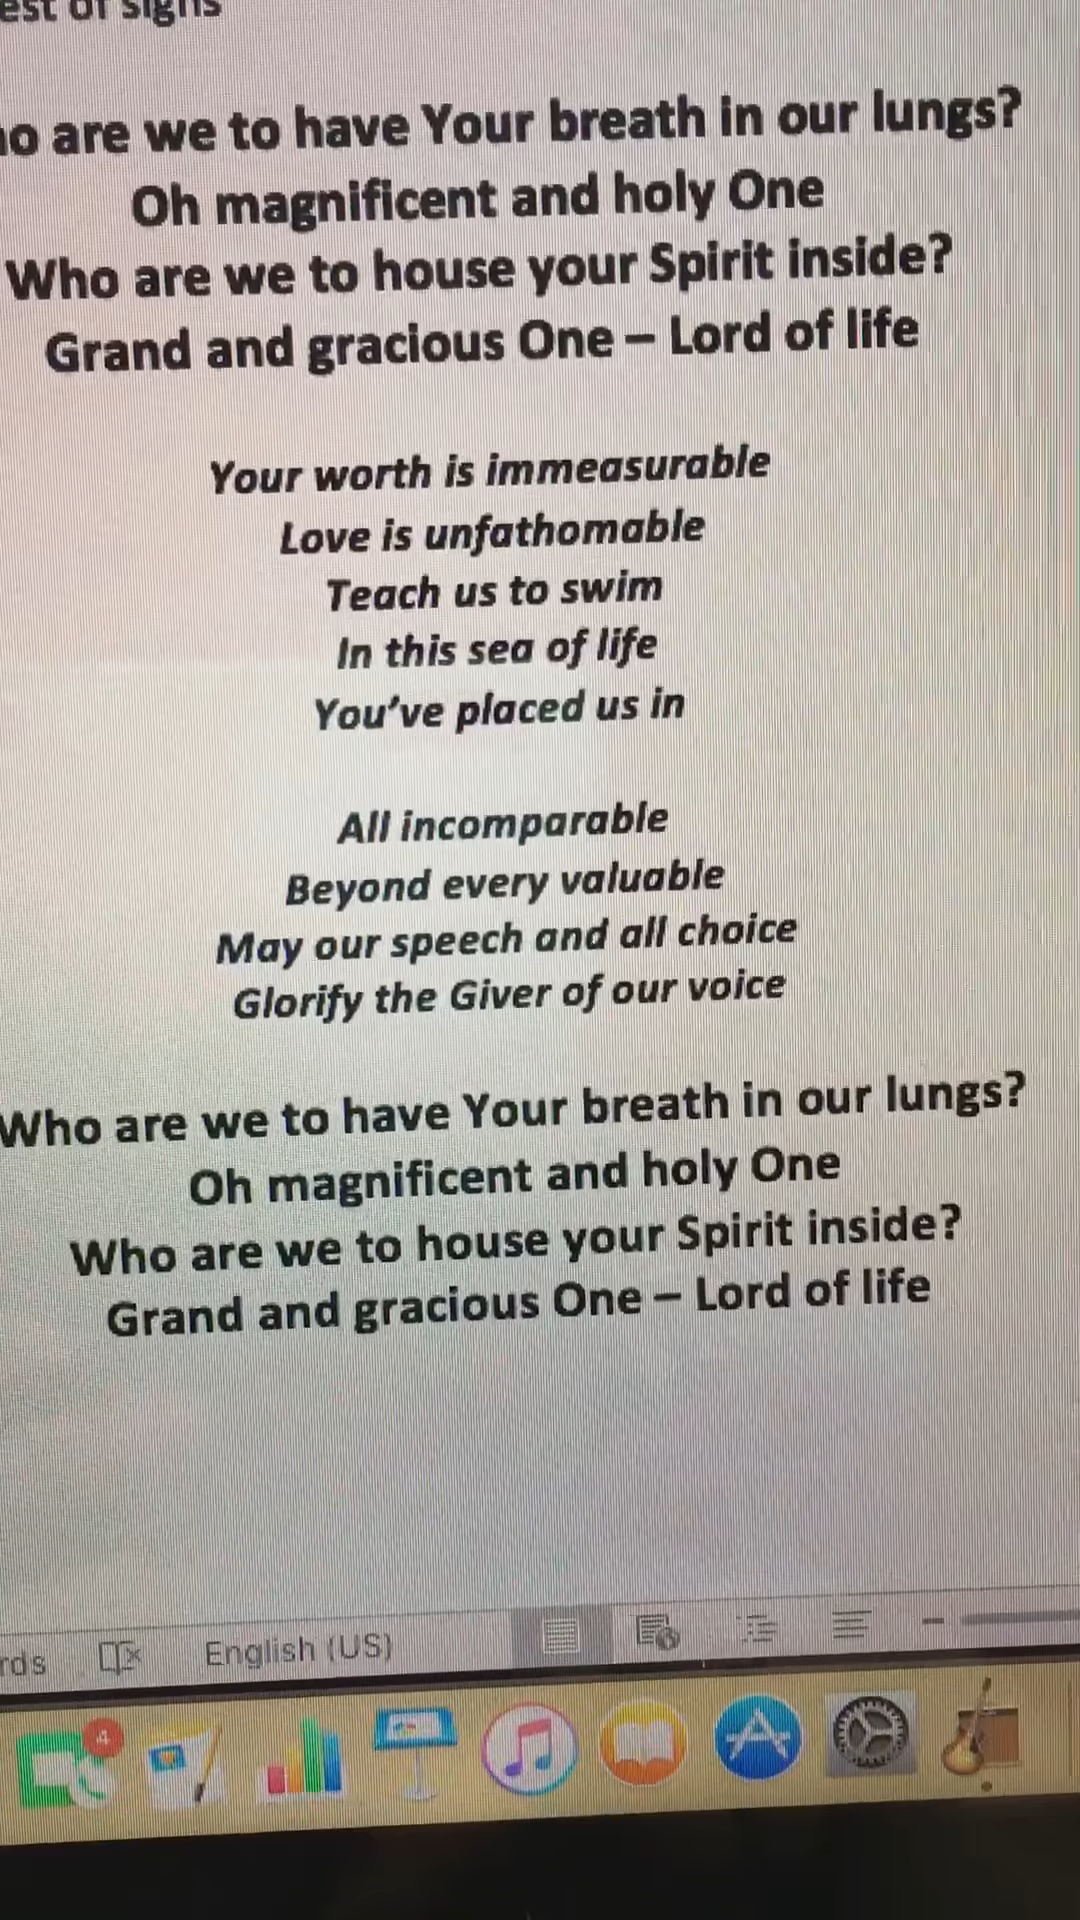 of signs
are we to have Your breath in our lungs?
Oh magnificent and holy One
Who are we to house your Spirit inside?
Grand and gracious One – Lord of life
Your worth is immeasurable
Love is unfathomable
Teach us to swim
In this sea of life
You've placed us in
All incomparable
Beyond every valuable
May our speech and all choice
Glorify the Giver of our voice
Who are we to have Your breath in our lungs?
Oh magnificent and holy One
Who are we to house your Spirit inside?
Grand and gracious One – Lord of life
English (US)
4